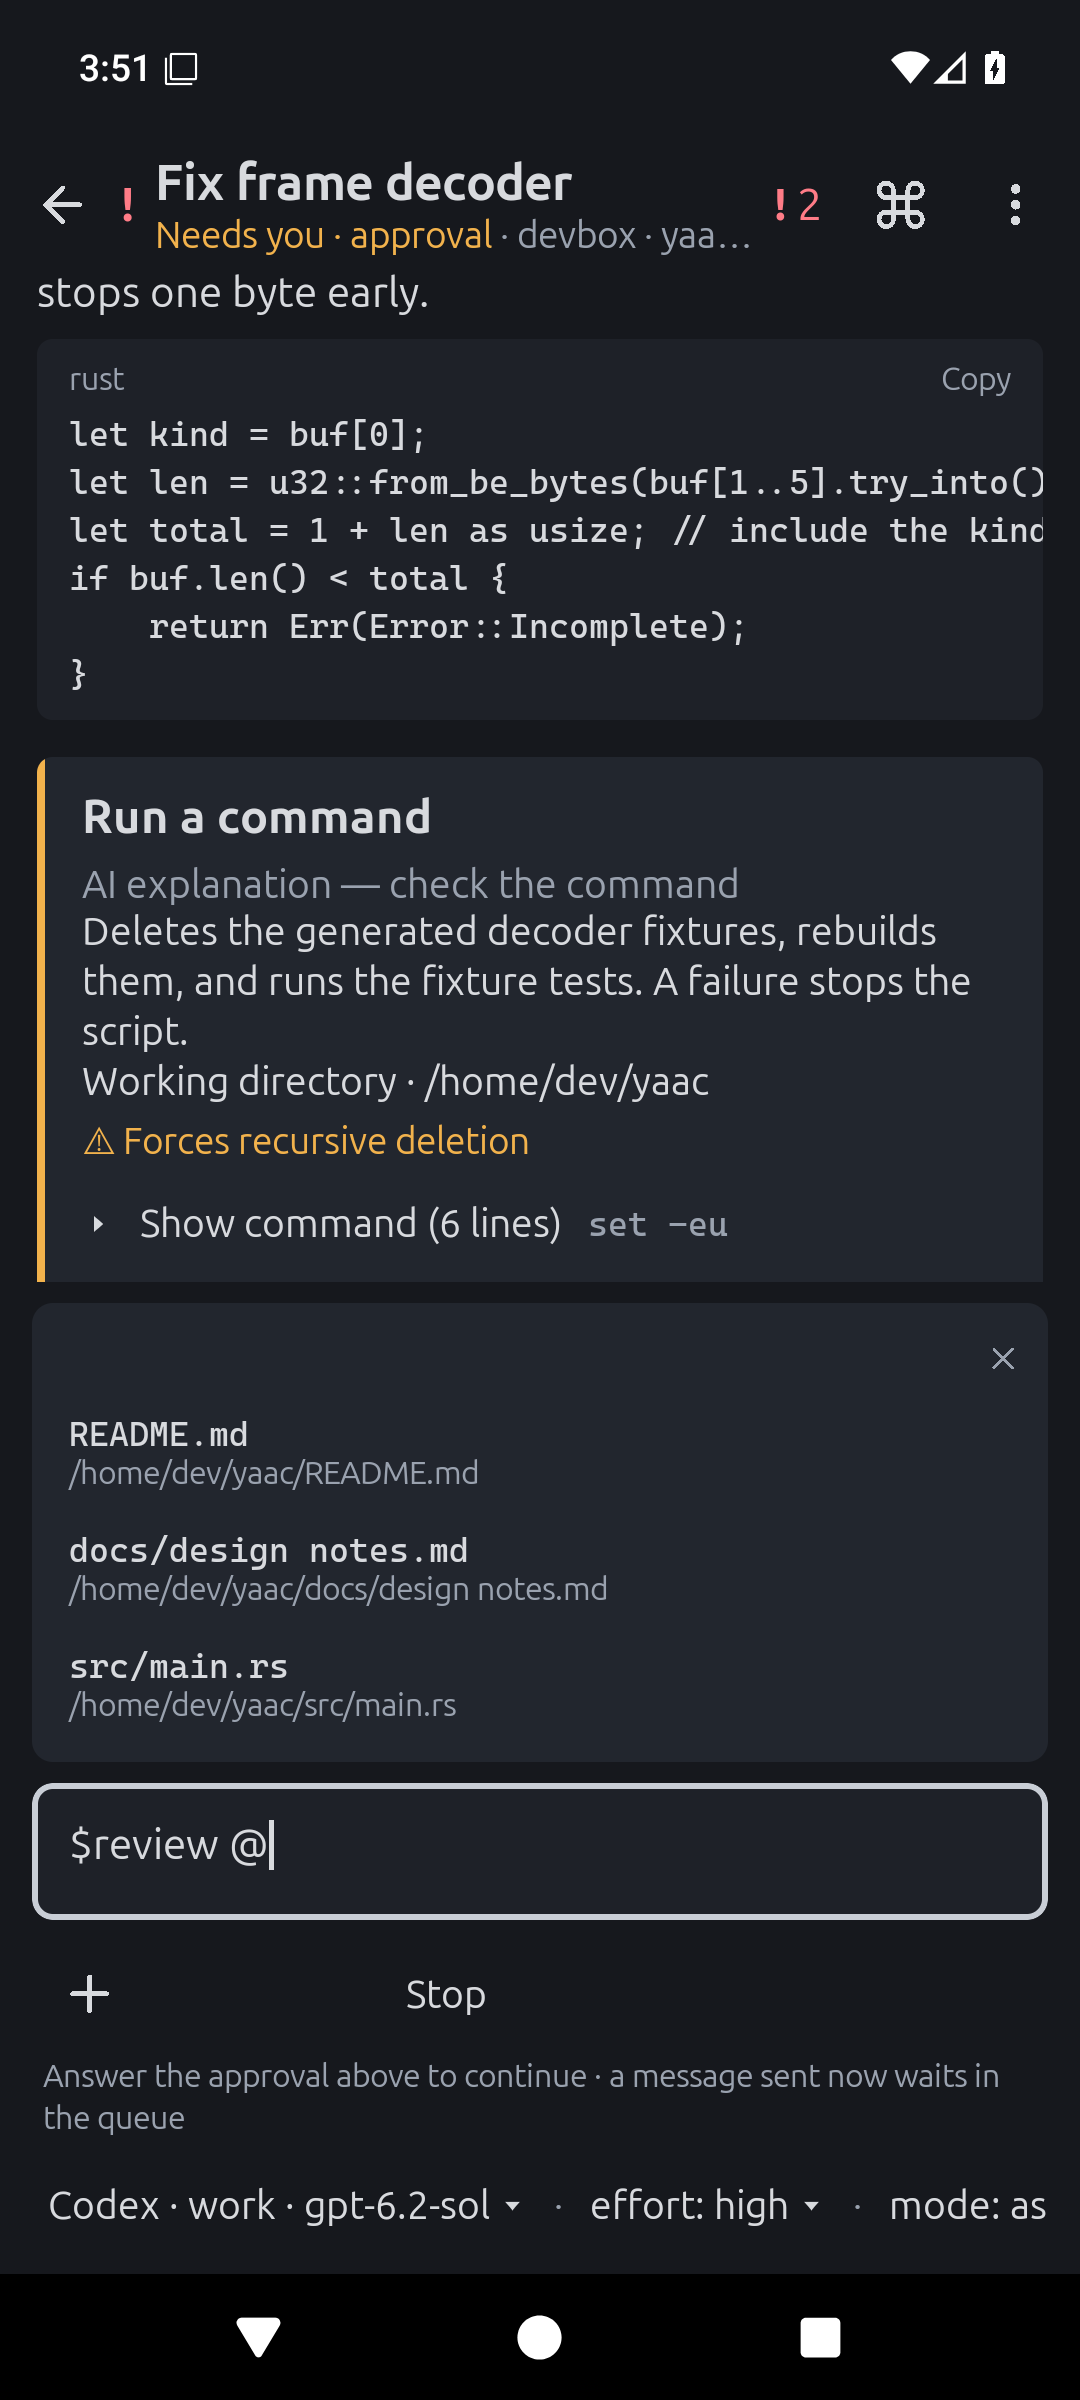 3:51
Fix frame decoder
! 2
Needs you · approval · devbox · yaa…
stops one byte early.
rust
Copy
let kind = buf[0];
let len = u32::from_be_bytes(buf[1..5].try_into()
let total = 1 + len as usize; // include the kind
if buf.len() < total {
    return Err(Error::Incomplete);
}
Run a command
AI explanation — check the command
Deletes the generated decoder fixtures, rebuilds
them, and runs the fixture tests. A failure stops the
script.
Working directory · /home/dev/yaac
⚠ Forces recursive deletion
Show command (6 lines) set -eu
README.md
/home/dev/yaac/README.md
docs/design notes.md
/home/dev/yaac/docs/design notes.md
src/main.rs
/home/dev/yaac/src/main.rs
$review @
Stop
Answer the approval above to continue · a message sent now waits in
the queue
Codex · work · gpt-6.2-sol · effort: high · mode: as